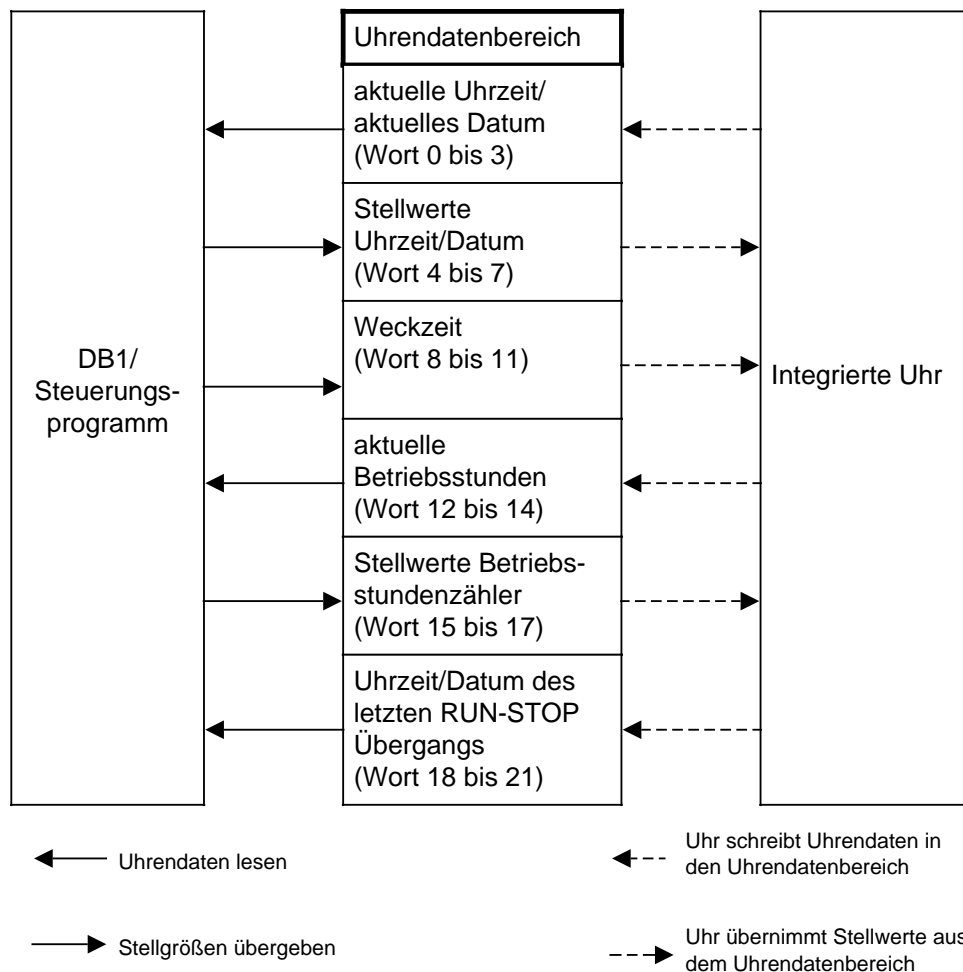 Uhrendatenbereich
aktuelle Uhrzeit/
aktuelles Datum
(Wort 0 bis 3)
Stellwerte
Uhrzeit/Datum
(Wort 4 bis 7)
Weckzeit
(Wort 8 bis 11)
DB1/
Steuerungs-
programm
Integrierte Uhr
aktuelle
Betriebsstunden
(Wort 12 bis 14)
Stellwerte Betriebs-
stundenzähler
(Wort 15 bis 17)
Uhrzeit/Datum des
letzten RUN-STOP
Übergangs
(Wort 18 bis 21)
Uhrendaten lesen
Uhr schreibt Uhrendaten in
den Uhrendatenbereich
Stellgrößen übergeben
Uhr übernimmt Stellwerte aus
dem Uhrendatenbereich